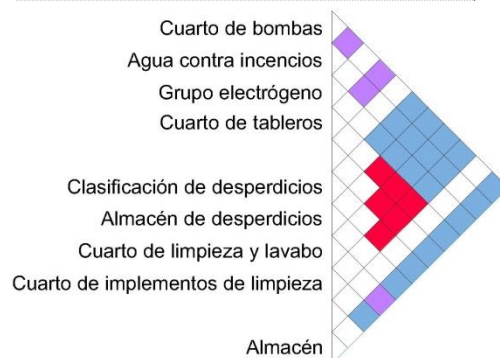 Cuarto de bombas
Agua contra incencios
Grupo electrógeno
Cuarto de tableros
Clasificación de desperdicios
Almacén de desperdicios
Cuarto de limpieza y lavabo
Cuarto de implementos de limpieza
Almacén